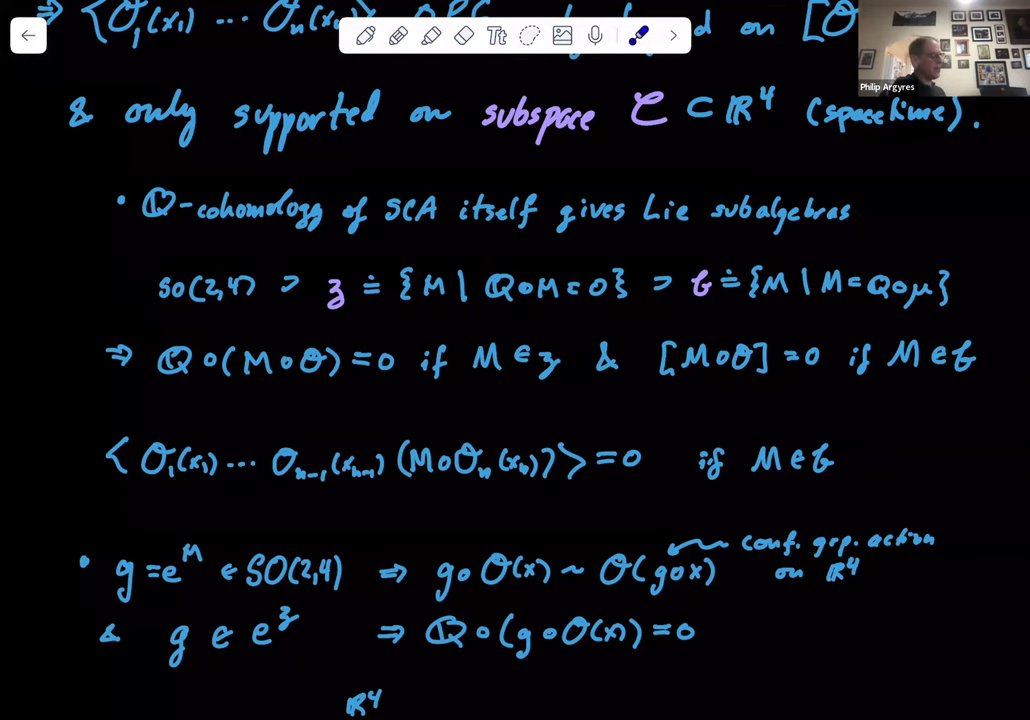 ⇒ ⟨O₁(x₁) ... Oₙ(xₙ)⟩ on [O
Tt
Philip Argyres
& only supported on subspace C ⊂ ℝ⁴ (spacetime).
• Q-cohomology of SCA itself gives Lie subalgebras
so(2,4) > 𝔷 ≐ {M | Q∘M = 0} > 𝔟 ≐ {M | M = Q∘μ}
⇒ Q∘(M∘O) = 0 if M ∈ 𝔷 & [M∘O] = 0 if M ∈ 𝔟
⟨O₁(x₁) ... Oₙ₋₁(xₙ₋₁) (M∘Oₙ(xₙ))⟩ = 0 if M ∈ 𝔟
• g = eᴹ ∈ SO(2,4) ⇒ g∘O(x) ~ O(g∘x) conf. grp. action
on ℝ⁴
& g ∈ e^𝔷 ⇒ Q∘(g∘O(x)) = 0
ℝ⁴